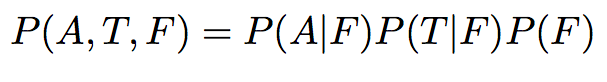 P(A, T, F) = P(A|F)P(T|F)P(F)